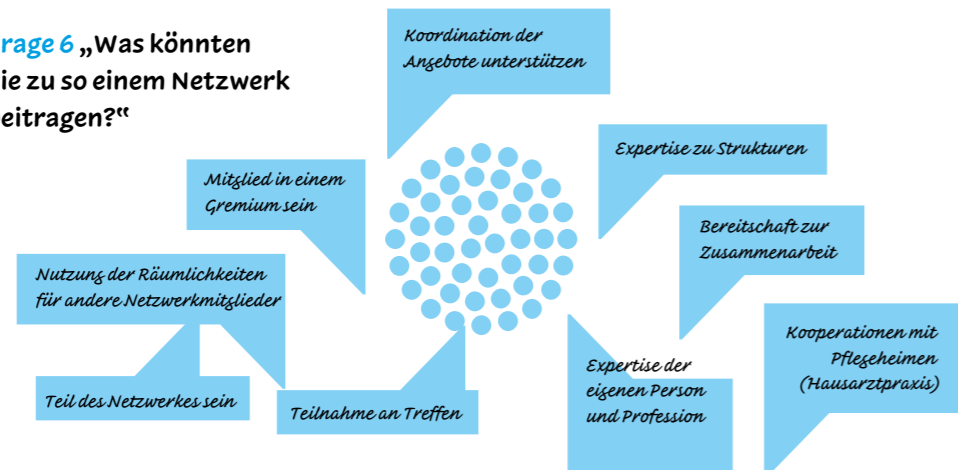 rage 6 „Was könnten
ie zu so einem Netzwerk
eitragen?“
Koordination der
Angebote unterstützen
Expertise zu Strukturen
Mitglied in einem
Gremium sein
Bereitschaft zur
Zusammenarbeit
Nutzung der Räumlichkeiten
für andere Netzwerkmitglieder
Kooperationen mit
Pflegeheimen
(Hausarztpraxis)
Expertise der
eigenen Person
und Profession
Teil des Netzwerkes sein
Teilnahme an Treffen